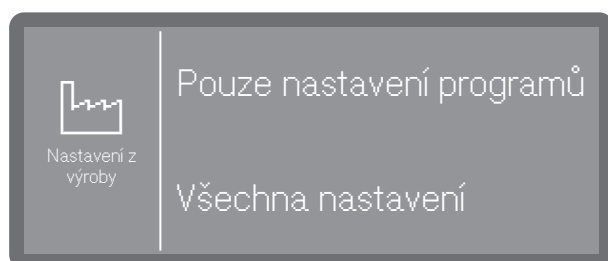 Nastavení z
výroby
Pouze nastavení programů
Všechna nastavení